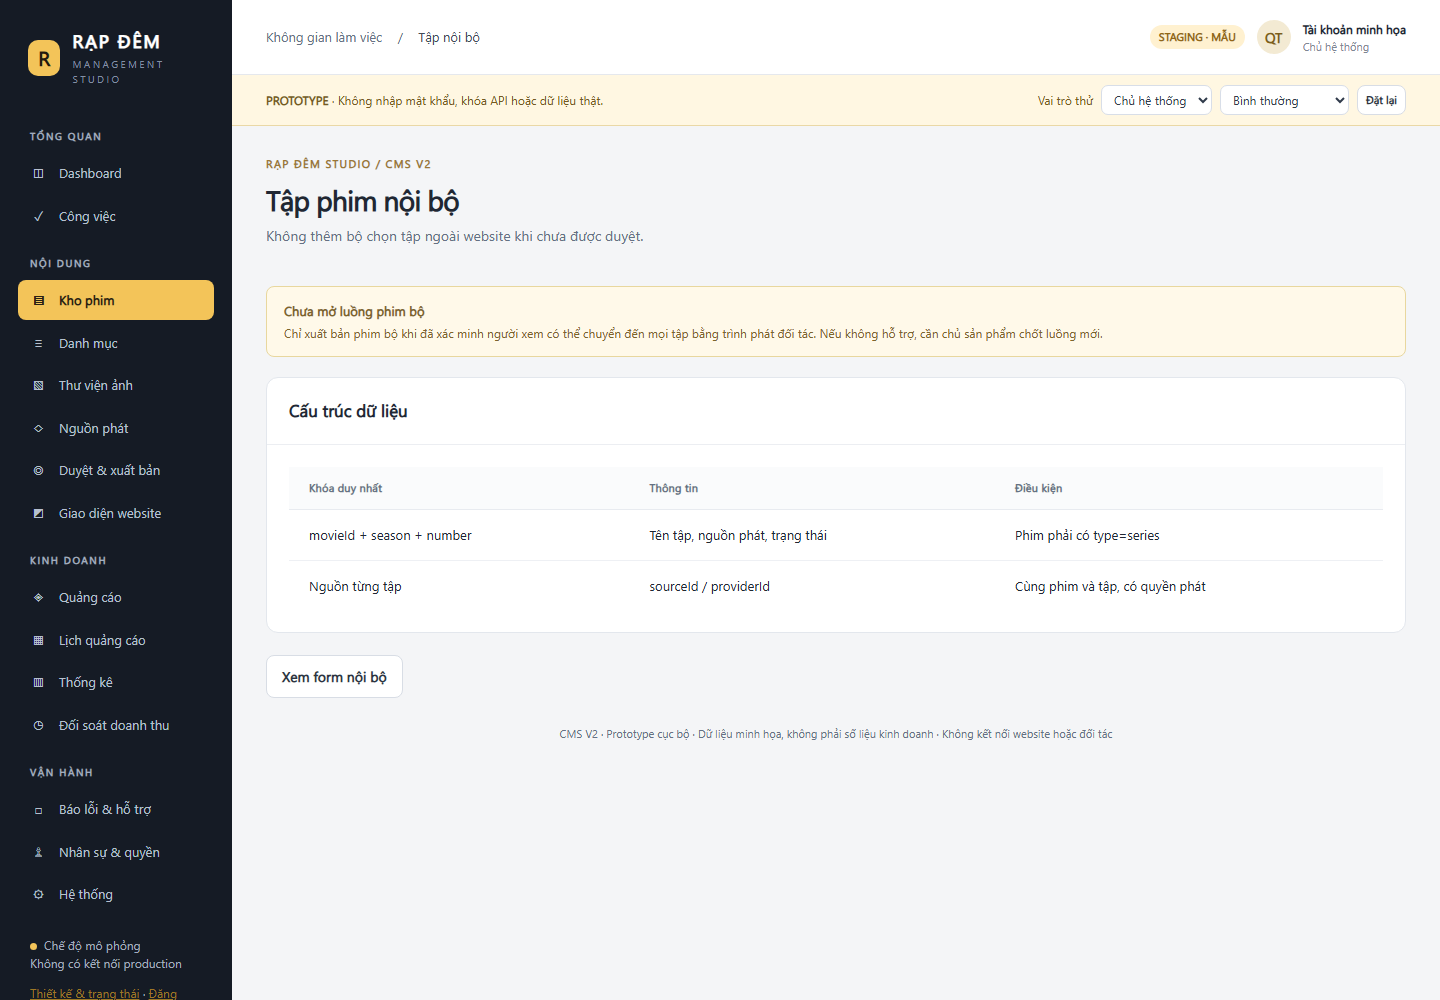 R
RẠP ĐÊM
MANAGEMENT
STUDIO
TỔNG QUAN
Dashboard
Công việc
NỘI DUNG
Kho phim
Danh mục
Thư viện ảnh
Nguồn phát
Duyệt & xuất bản
Giao diện website
KINH DOANH
Quảng cáo
Lịch quảng cáo
Thống kê
Đối soát doanh thu
VẬN HÀNH
Báo lỗi & hỗ trợ
Nhân sự & quyền
Hệ thống
Chế độ mô phỏng
Không có kết nối production
Thiết kế & trạng thái · Đăng
Không gian làm việc / Tập nội bộ
STAGING · MẪU
QT
Tài khoản minh họa
Chủ hệ thống
PROTOTYPE · Không nhập mật khẩu, khóa API hoặc dữ liệu thật.
Vai trò thử
Chủ hệ thống
Bình thường
Đặt lại
RẠP ĐÊM STUDIO / CMS V2
Tập phim nội bộ
Không thêm bộ chọn tập ngoài website khi chưa được duyệt.
Chưa mở luồng phim bộ
Chỉ xuất bản phim bộ khi đã xác minh người xem có thể chuyển đến mọi tập bằng trình phát đối tác. Nếu không hỗ trợ, cần chủ sản phẩm chốt luồng mới.
Cấu trúc dữ liệu
Khóa duy nhất Thông tin Điều kiện
movieId + season + number Tên tập, nguồn phát, trạng thái Phim phải có type=series
Nguồn từng tập sourceId / providerId Cùng phim và tập, có quyền phát
Xem form nội bộ
CMS V2 · Prototype cục bộ · Dữ liệu minh họa, không phải số liệu kinh doanh · Không kết nối website hoặc đối tác